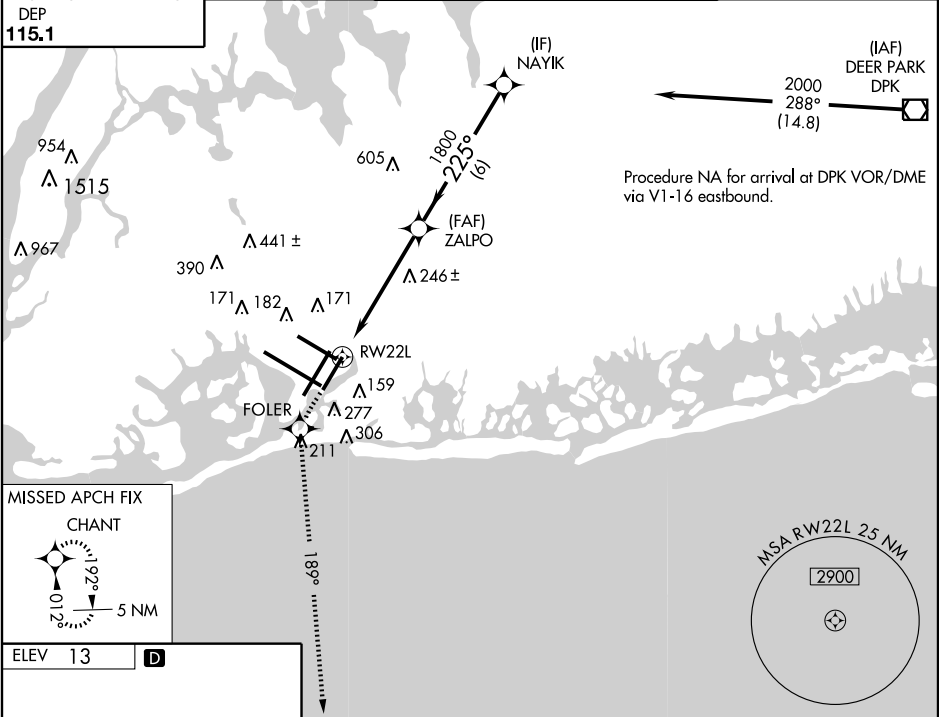 DEP
115.1
(IF)
NAYIK
(IAF)
DEER PARK
DPK
2000
288°
(14.8)
1800
225°
(6)
954
1515
605
Procedure NA for arrival at DPK VOR/DME
via V1-16 eastbound.
(FAF)
ZALPO
967
441 ±
390
246 ±
171
182
171
RW22L
159
FOLER
277
306
211
MISSED APCH FIX
CHANT
192°
012°
5 NM
189°
MSA RW22L 25 NM
2900
ELEV 13
D